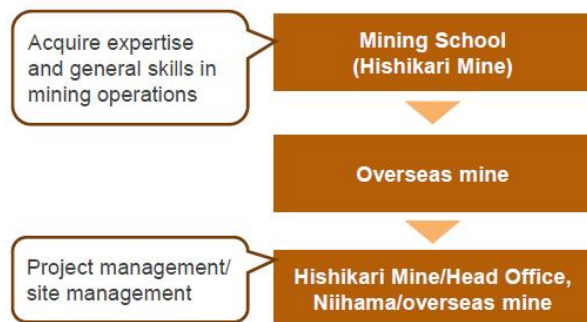 Acquire expertise
and general skills in
mining operations
Mining School
(Hishikari Mine)
Overseas mine
Project management/
site management
Hishikari Mine/Head Office,
Niihama/overseas mine